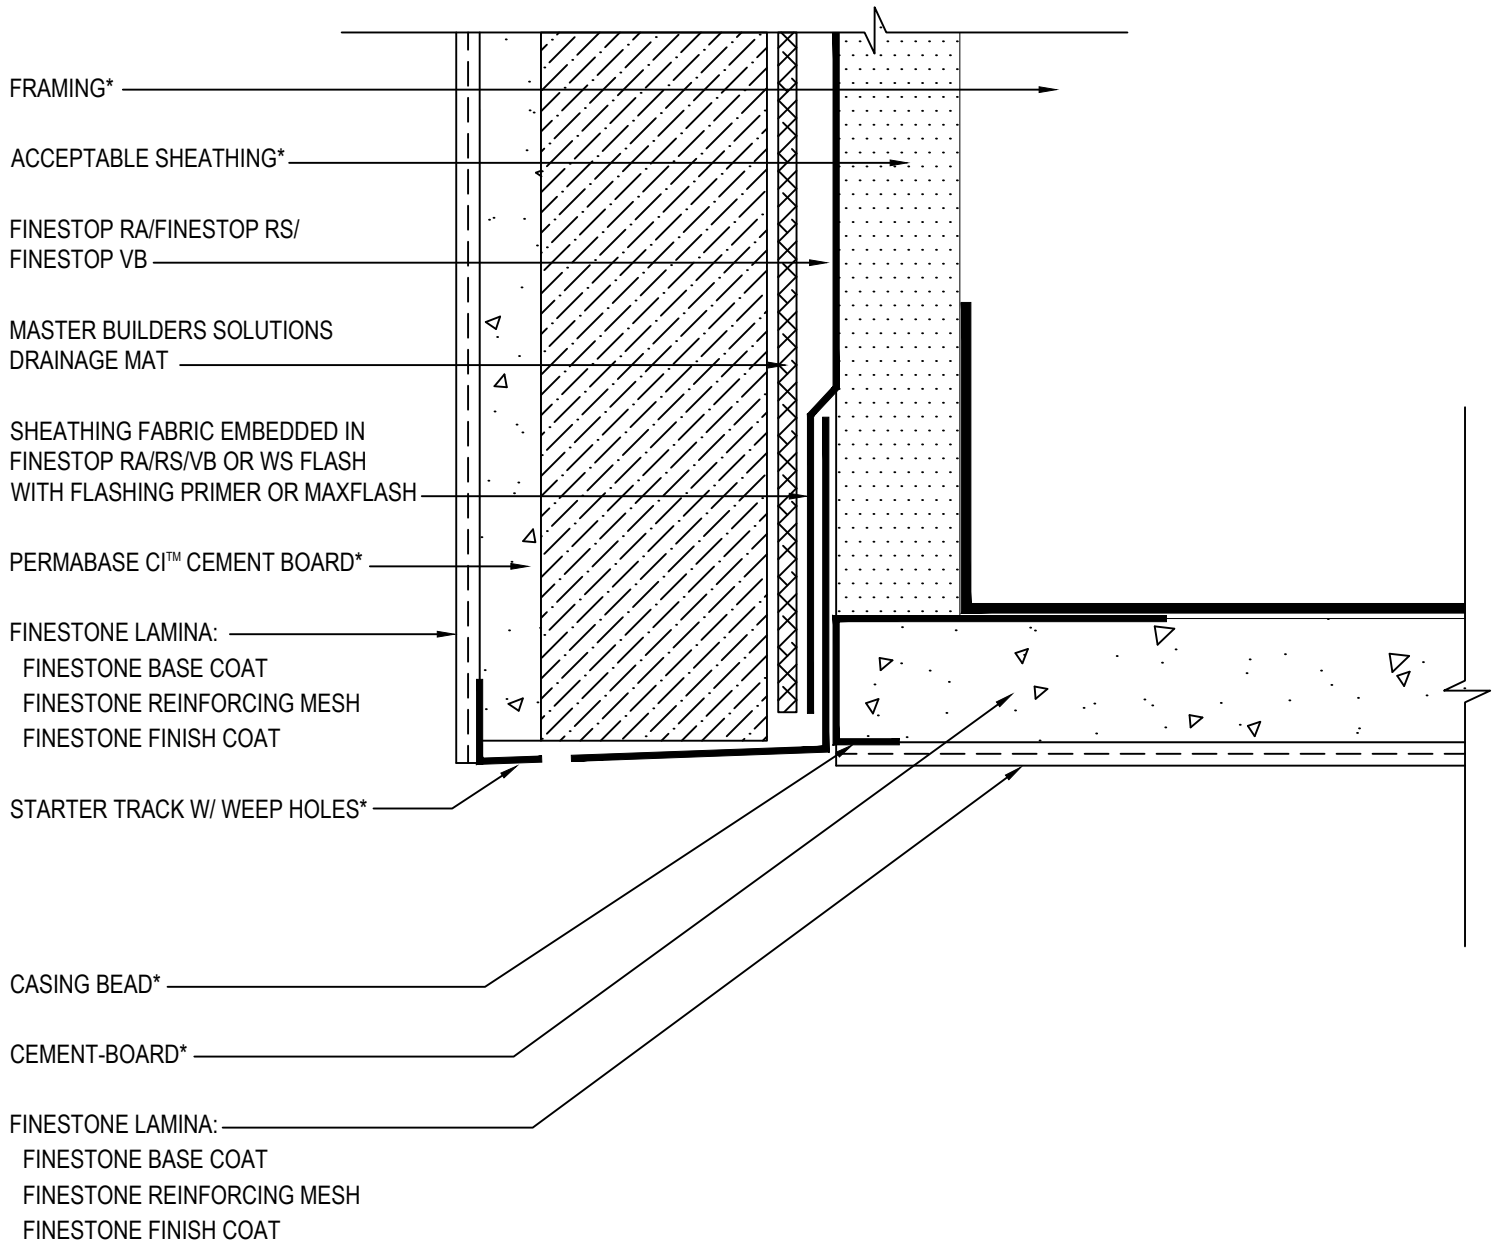 FRAMING*
ACCEPTABLE SHEATHING*
FINESTOP RA/FINESTOP RS/
FINESTOP VB
MASTER BUILDERS SOLUTIONS
DRAINAGE MAT
SHEATHING FABRIC EMBEDDED IN
FINESTOP RA/RS/VB OR WS FLASH
WITH FLASHING PRIMER OR MAXFLASH
PERMABASE CI™ CEMENT BOARD*
FINESTONE LAMINA:
FINESTONE BASE COAT
FINESTONE REINFORCING MESH
FINESTONE FINISH COAT
STARTER TRACK W/ WEEP HOLES*
CASING BEAD*
CEMENT-BOARD*
FINESTONE LAMINA:
FINESTONE BASE COAT
FINESTONE REINFORCING MESH
FINESTONE FINISH COAT